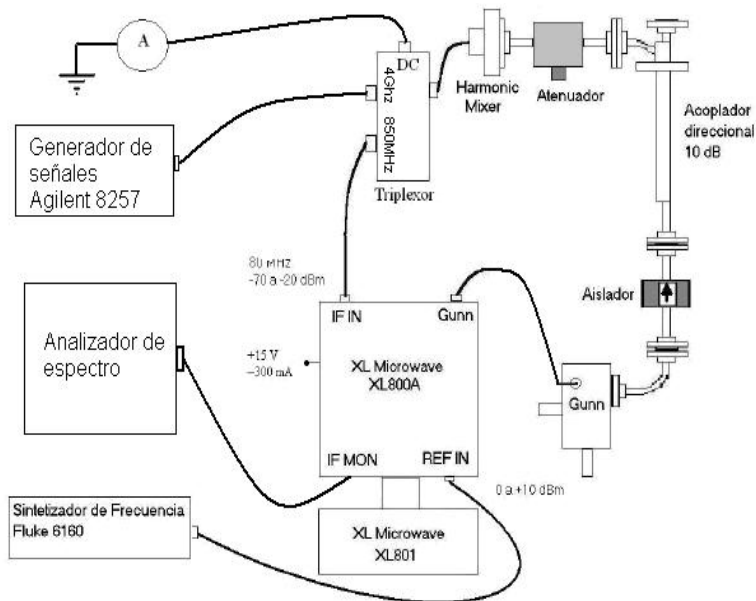 A
DC
4Ghz 850MHz
Triplexor
Harmonic
Mixer
Atenuador
Acoplador
direccional
10 dB
Generador de
señales
Agilent 8257
80 MHz
-70 a -20 dBm
Aislador
IF IN
Gunn
Analizador de
espectro
+15 V
~300 mA
XL Microwave
XL800A
Gunn
IF MON
REF IN
0 a +10 dBm
Sintetizador de Frecuencia
Fluke 6160
XL Microwave
XL801